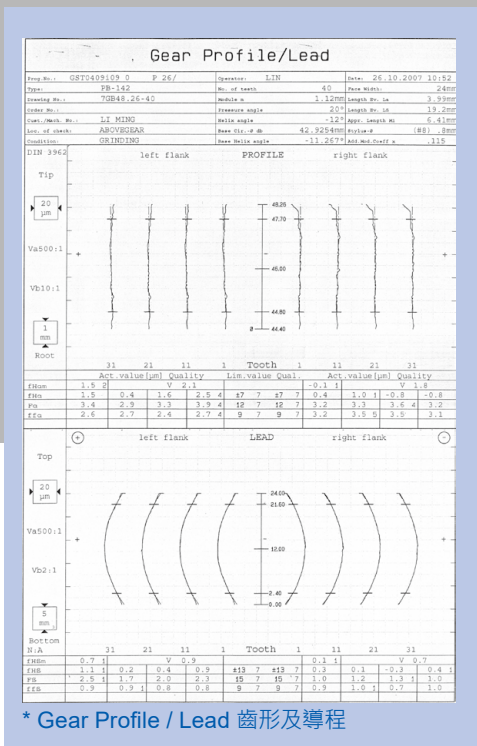 Gear Profile/Lead
Prog.No.: GST0409109 0 P 26/ Operator: LIN Date: 26.10.2007 10:52
Type: PB-142 No. of teeth 40 Face Width: 24mm
Drawing No.: 7GB48.26-40 Module m 1.12mm Length Ev. La 3.99mm
Order No.: Pressure angle 20° Length Ev. Lß 19.2mm
Cust./Mach. No.: LI MING Helix angle -12° Appr. Length M1 6.41mm
Loc. of check: ABOVEGEAR Base Cir.-ø db 42.9254mm Stylus-ø (#8) .8mm
Condition: GRINDING Base Helix angle -11.267° Add.Mod.Coeff x .115
DIN 3962 left flank PROFILE right flank
Tip
20
µm
Va500:1
Vb10:1
1
mm
Root
48.26
47.70
46.00
44.80
ø 44.40
31 21 11 1 Tooth 1 11 21 31
Act.value[µm] Quality Lim.value Qual. Act.value[µm] Quality
fHαm 1.5 2 V 2.1 -0.1 1 V 1.8
fHα 1.5 0.4 1.6 2.5 4 ±7 7 ±7 7 0.4 1.0 1 -0.8 -0.8
Fα 3.4 2.9 3.3 3.9 4 12 7 12 7 3.2 3.3 3.6 4 3.2
ffα 2.6 2.7 2.4 2.7 4 9 7 9 7 3.2 3.5 5 3.5 3.1
+ left flank LEAD right flank -
Top
20
µm
Va500:1
Vb2:1
5
mm
Bottom
24.00
21.60
12.00
2.40
0.00
N:A 31 21 11 1 Tooth 1 11 21 31
fHßm 0.7 1 V 0.9 0.1 1 V 0.7
fHß 1.1 1 0.2 0.4 0.9 ±13 7 ±13 7 0.3 0.1 -0.3 0.4 1
Fß 2.5 1 1.7 2.0 2.3 15 7 15 7 1.0 1.2 1.3 1 1.0
ffß 0.9 0.9 1 0.8 0.8 9 7 9 7 0.9 1.0 1 0.7 1.0
* Gear Profile / Lead 齒形及導程